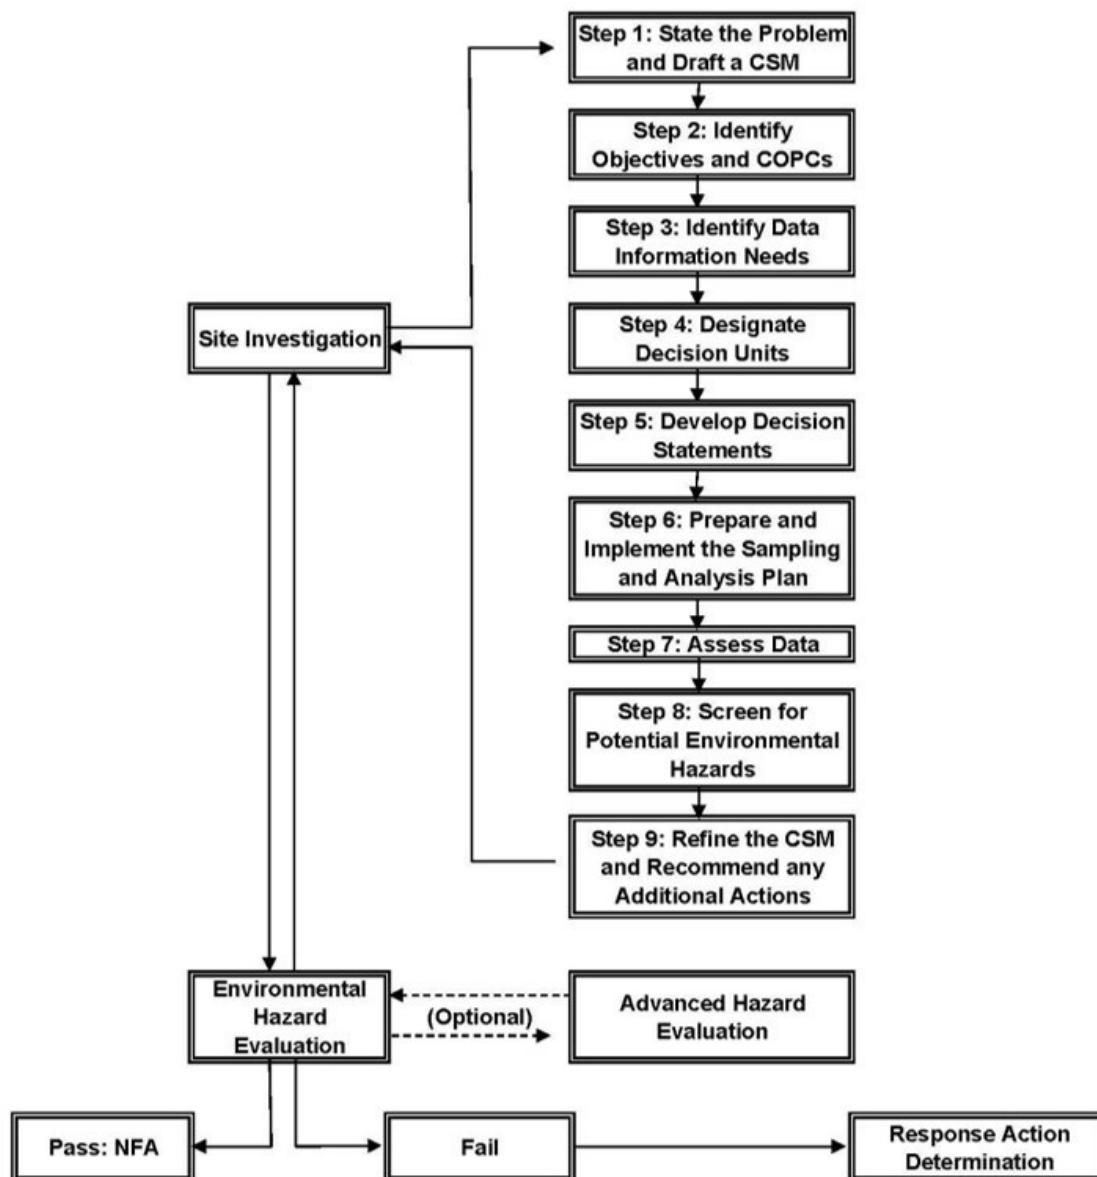 Step 1: State the Problem
and Draft a CSM
Step 2: Identify
Objectives and COPCs
Step 3: Identify Data
Information Needs
Site Investigation
Step 4: Designate
Decision Units
Step 5: Develop Decision
Statements
Step 6: Prepare and
Implement the Sampling
and Analysis Plan
Step 7: Assess Data
Step 8: Screen for
Potential Environmental
Hazards
Step 9: Refine the CSM
and Recommend any
Additional Actions
Environmental
Hazard
Evaluation
(Optional)
Advanced Hazard
Evaluation
Pass: NFA
Fail
Response Action
Determination